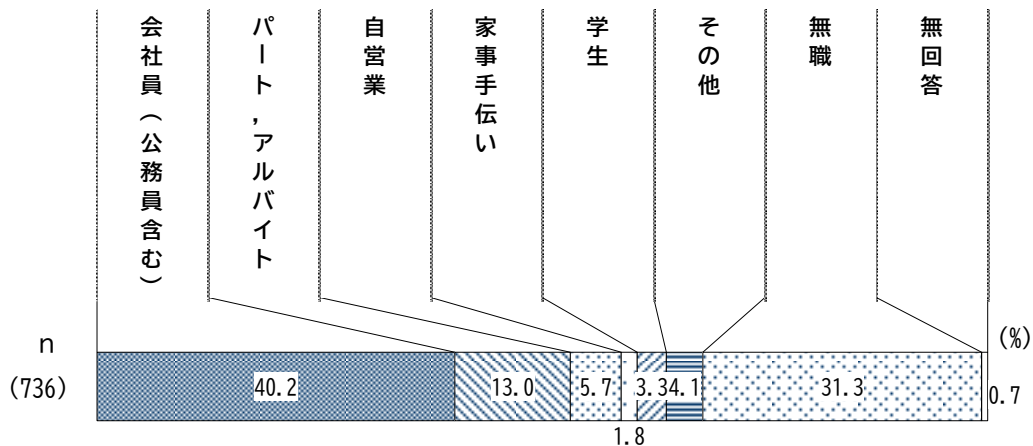 会社員（公務員含む）
パート，アルバイト
自営業
家事手伝い
学生
その他
無職
無回答
(%)
n
(736)
40.2
13.0
5.7
1.8
3.3
4.1
31.3
0.7